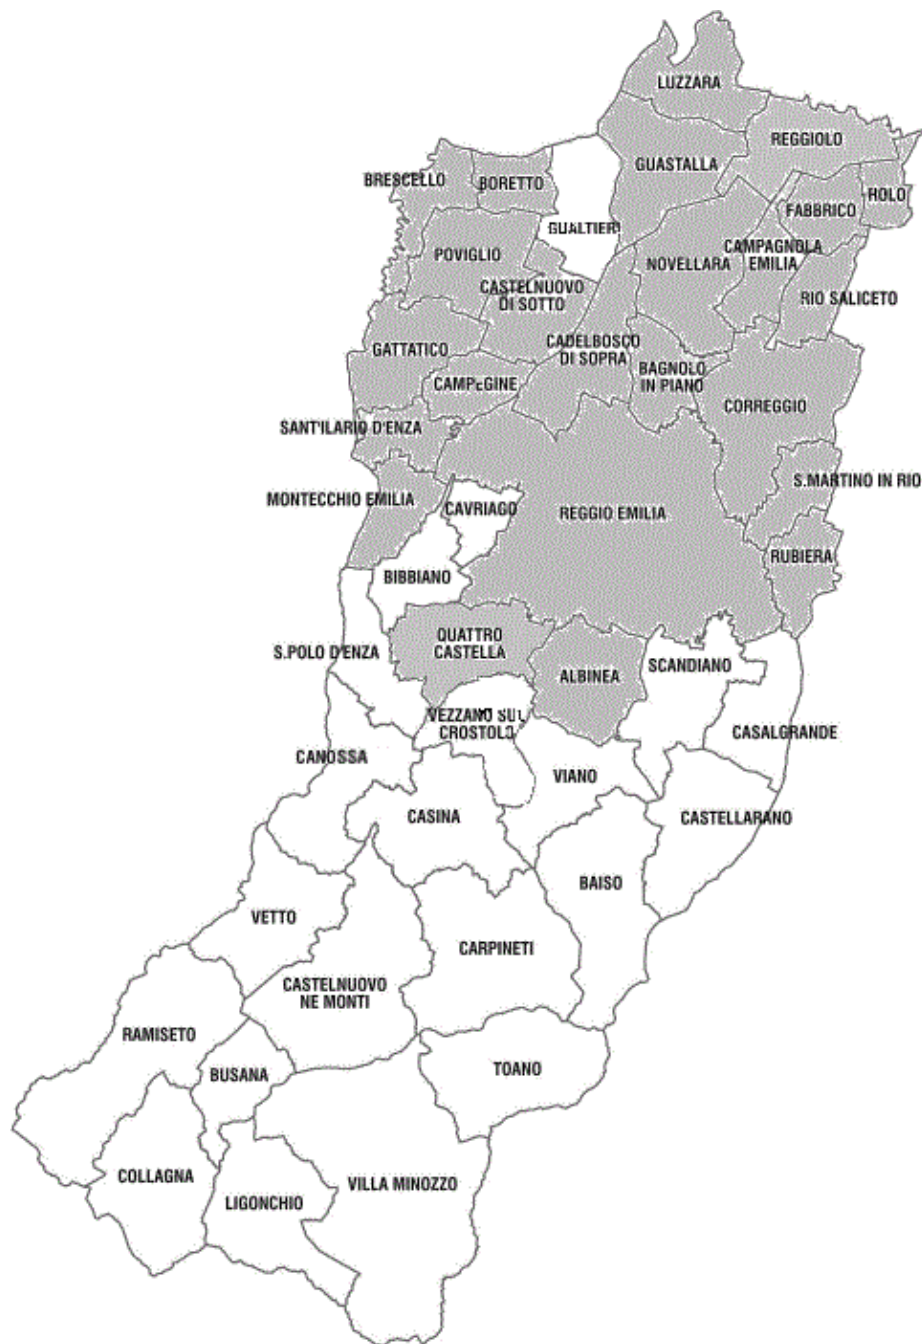 LUZZARA
REGGIOLO
GUASTALLA
BRESCELLO
BORETTO
ROLO
FABBRICO
GUALTIERI
CAMPAGNOLA
EMILIA
POVIGLIO
NOVELLARA
CASTELNUOVO
DI SOTTO
RIO SALICETO
GATTATICO
CADELBOSCO
DI SOPRA
BAGNOLO
IN PIANO
CAMPEGINE
CORREGGIO
SANT'ILARIO D'ENZA
S.MARTINO IN RIO
MONTECCHIO EMILIA
CAVRIAGO
REGGIO EMILIA
RUBIERA
BIBBIANO
QUATTRO
CASTELLA
S.POLO D'ENZA
SCANDIANO
ALBINEA
VEZZANO SUL
CROSTOLO
CASALGRANDE
CANOSSA
VIANO
CASINA
CASTELLARANO
BAISO
VETTO
CARPINETI
CASTELNUOVO
NE MONTI
RAMISETO
TOANO
BUSANA
COLLAGNA
VILLA MINOZZO
LIGONCHIO